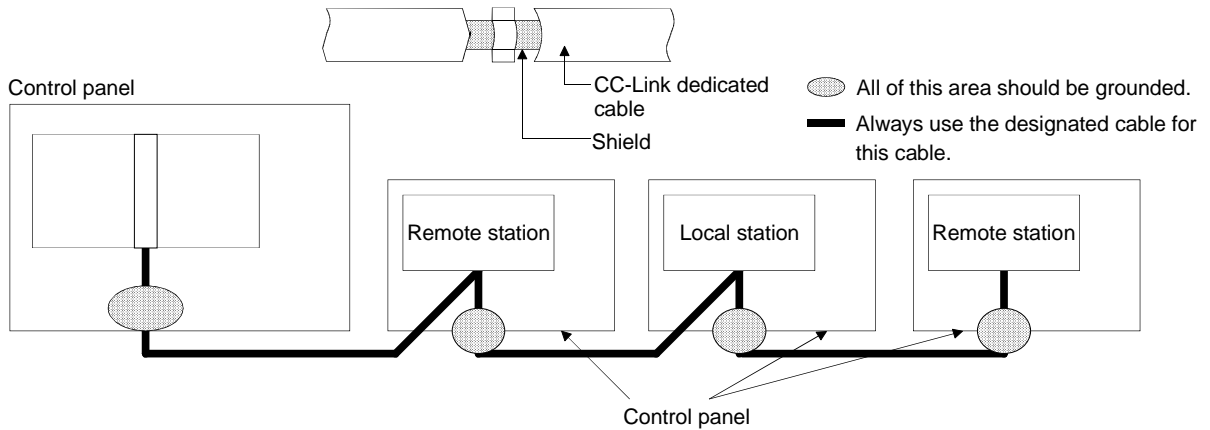 CC-Link dedicated
cable
Shield
All of this area should be grounded.
Always use the designated cable for
this cable.
Control panel
Remote station
Local station
Remote station
Control panel